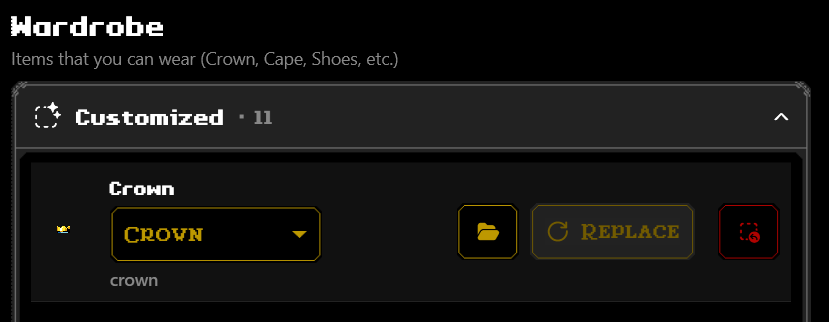 Wardrobe
Items that you can wear (Crown, Cape, Shoes, etc.)
Customized · 11
Crown
Crown
Replace
crown